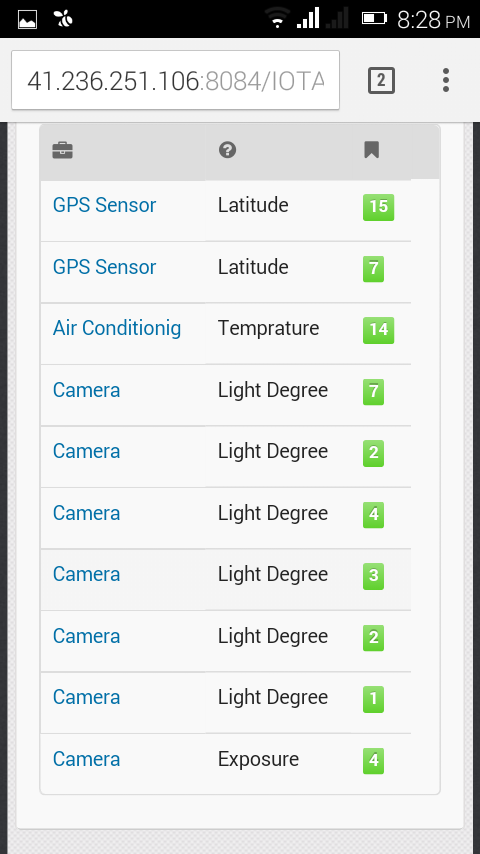 8:28 PM
41.236.251.106:8084/IOTA
2
GPS Sensor Latitude 15
GPS Sensor Latitude 7
Air Conditionig Temprature 14
Camera Light Degree 7
Camera Light Degree 2
Camera Light Degree 4
Camera Light Degree 3
Camera Light Degree 2
Camera Light Degree 1
Camera Exposure 4